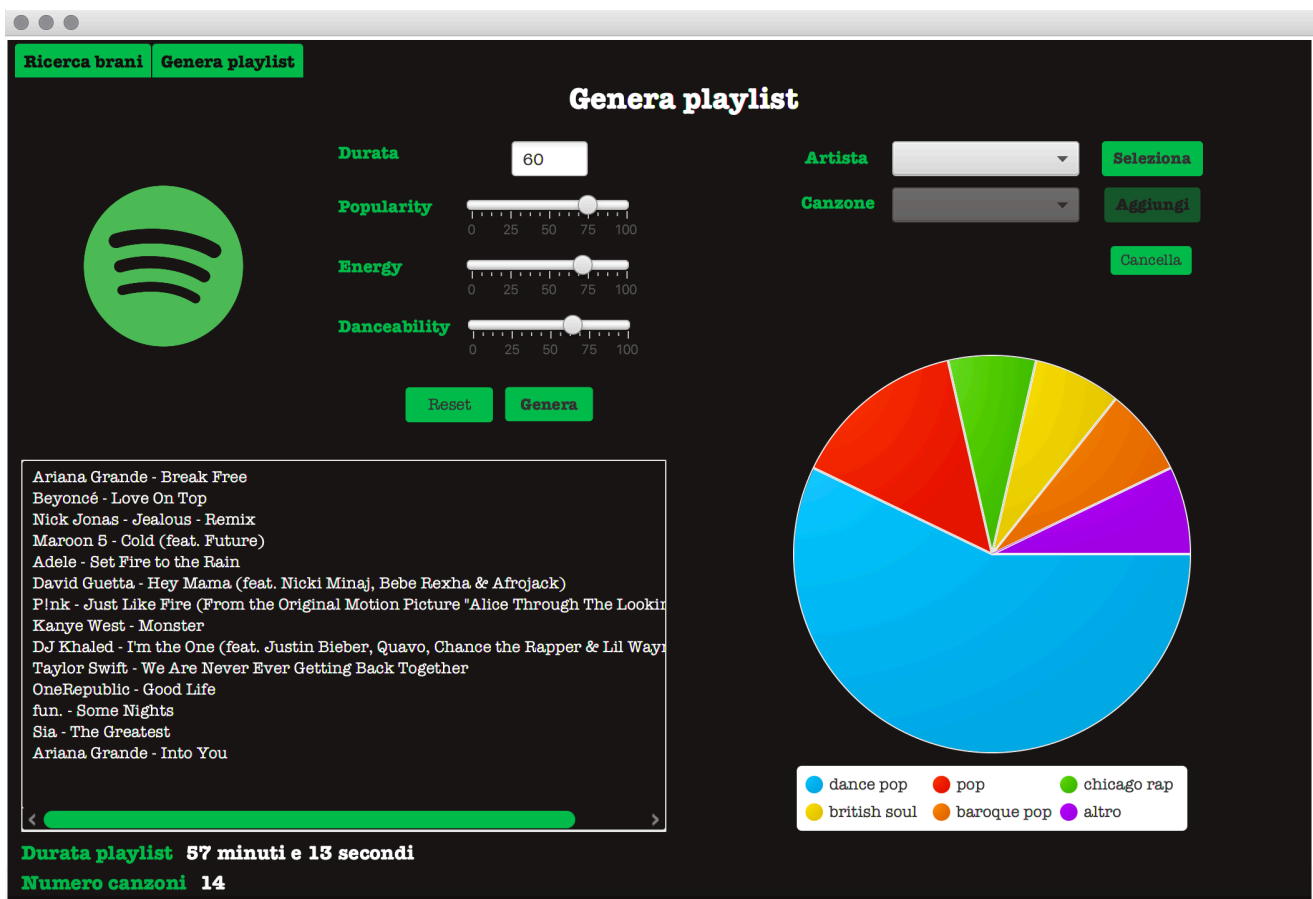 Ricerca brani Genera playlist
Genera playlist
Durata 60
Popularity
0 25 50 75 100
Energy
0 25 50 75 100
Danceability
0 25 50 75 100
Reset Genera
Artista Seleziona
Canzone Aggiungi
Cancella
Ariana Grande - Break Free
Beyoncé - Love On Top
Nick Jonas - Jealous - Remix
Maroon 5 - Cold (feat. Future)
Adele - Set Fire to the Rain
David Guetta - Hey Mama (feat. Nicki Minaj, Bebe Rexha & Afrojack)
P!nk - Just Like Fire (From the Original Motion Picture "Alice Through The Lookin
Kanye West - Monster
DJ Khaled - I'm the One (feat. Justin Bieber, Quavo, Chance the Rapper & Lil Wayn
Taylor Swift - We Are Never Ever Getting Back Together
OneRepublic - Good Life
fun. - Some Nights
Sia - The Greatest
Ariana Grande - Into You
dance pop pop chicago rap
british soul baroque pop altro
Durata playlist 57 minuti e 13 secondi
Numero canzoni 14